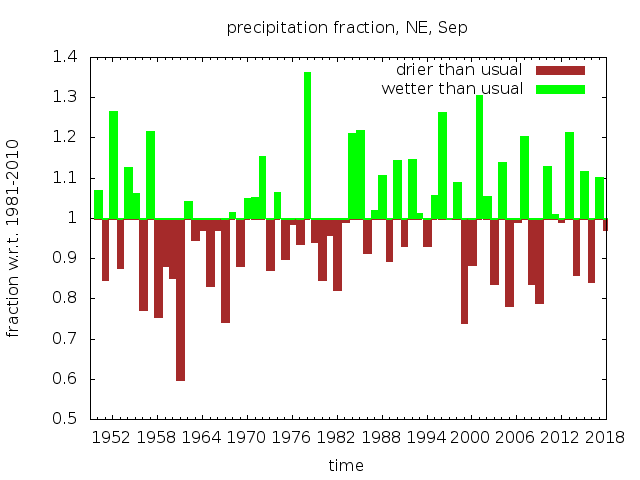 precipitation fraction, NE, Sep
1.4
1.3
1.2
1.1
1
0.9
0.8
0.7
0.6
0.5
fraction w.r.t. 1981-2010
drier than usual
wetter than usual
1952 1958 1964 1970 1976 1982 1988 1994 2000 2006 2012 2018
time